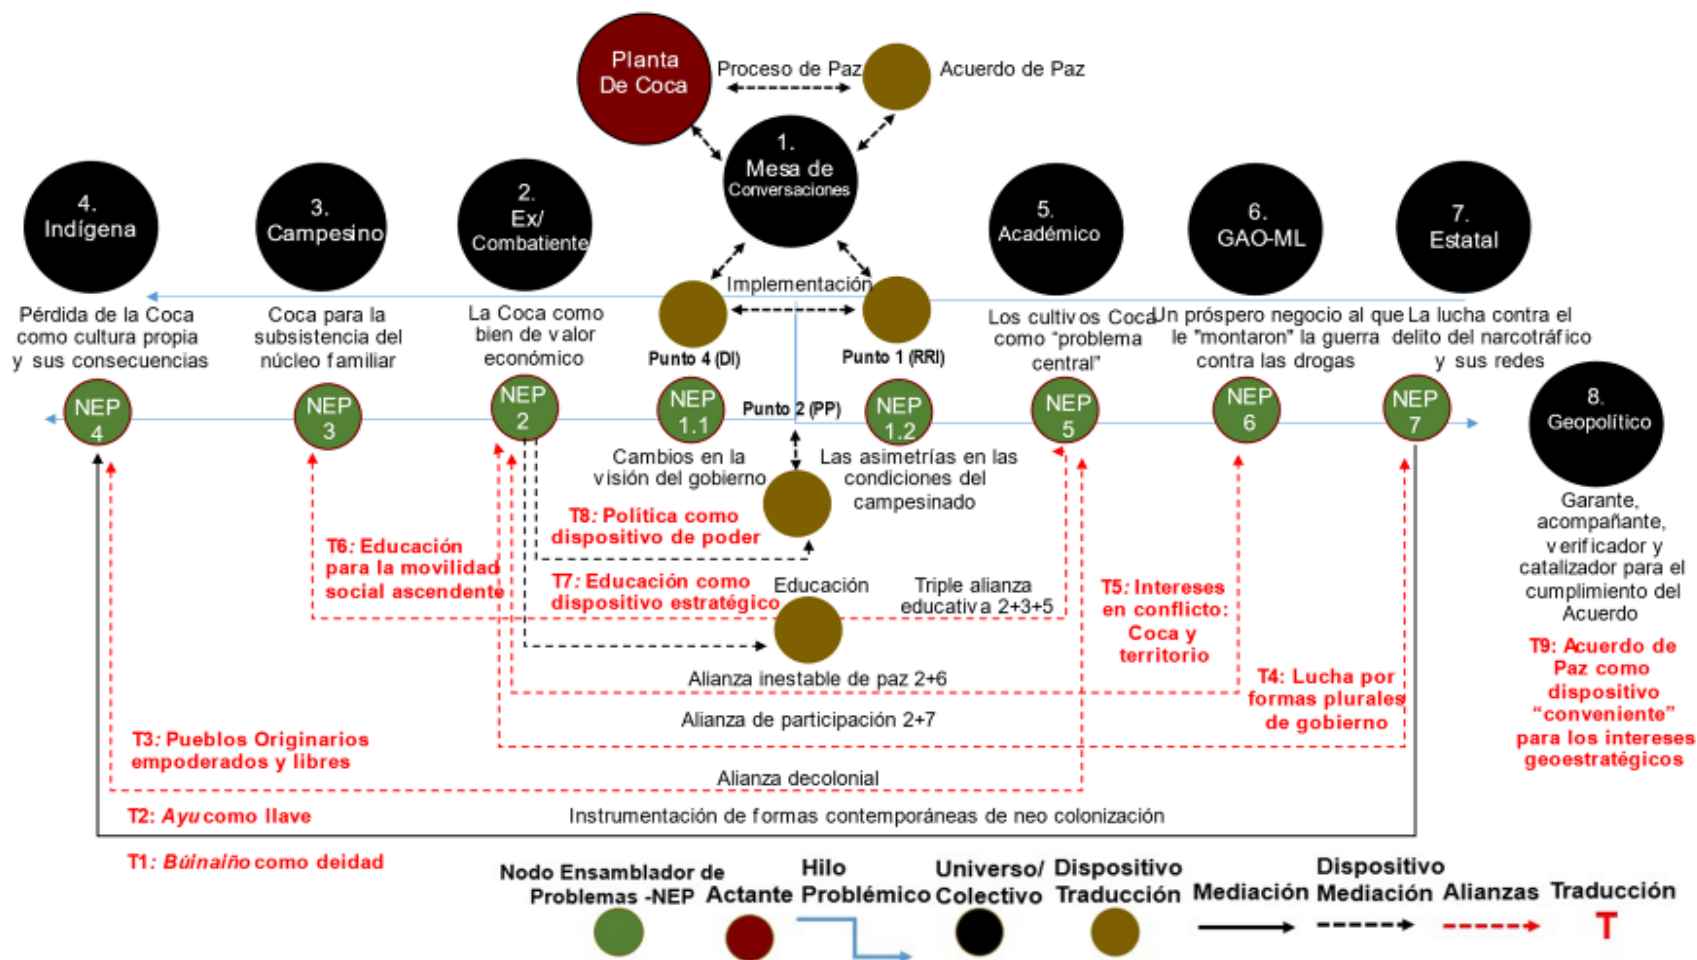 Planta
De Coca
Proceso de Paz
Acuerdo de Paz
1.
Mesa de
Conversaciones
4.
Indígena
3.
Campesino
2.
Ex/
Combatiente
5.
Académico
6.
GAO-ML
7.
Estatal
Implementación
Pérdida de la Coca
como cultura propia
y sus consecuencias
Coca para la
subsistencia del
núcleo familiar
La Coca como
bien de valor
económico
Punto 4 (DI)
Punto 1 (RRI)
Los cultivos Coca
como "problema
central"
Un próspero negocio al que
le "montaron" la guerra
contra las drogas
La lucha contra el
delito del narcotráfico
y sus redes
NEP
4
NEP
3
NEP
2
NEP
1.1
Punto 2 (PP)
NEP
1.2
NEP
5
NEP
6
NEP
7
8.
Geopolítico
Cambios en la
visión del gobierno
Las asimetrías en las
condiciones del
campesinado
Garante,
acompañante,
verificador y
catalizador para el
cumplimiento del
Acuerdo
T8: Política como
dispositivo de poder
T6: Educación
para la movilidad
social ascendente
T7: Educación como
dispositivo estratégico
Educación
Triple alianza
educativa 2+3+5
T5: Intereses
en conflicto:
Coca y
territorio
T9: Acuerdo de
Paz como
dispositivo
“conveniente”
para los intereses
geoestratégicos
Alianza inestable de paz 2+6
T4: Lucha por
formas plurales
de gobierno
Alianza de participación 2+7
T3: Pueblos Originarios
empoderados y libres
Alianza decolonial
T2: Ayu como llave
Instrumentación de formas contemporáneas de neo colonización
T1: Búinaiño como deidad
Nodo Ensamblador de
Problemas -NEP
Actante
Hilo
Problémico
Universo/
Colectivo
Dispositivo
Traducción
Mediación
Dispositivo
Mediación
Alianzas
Traducción
T